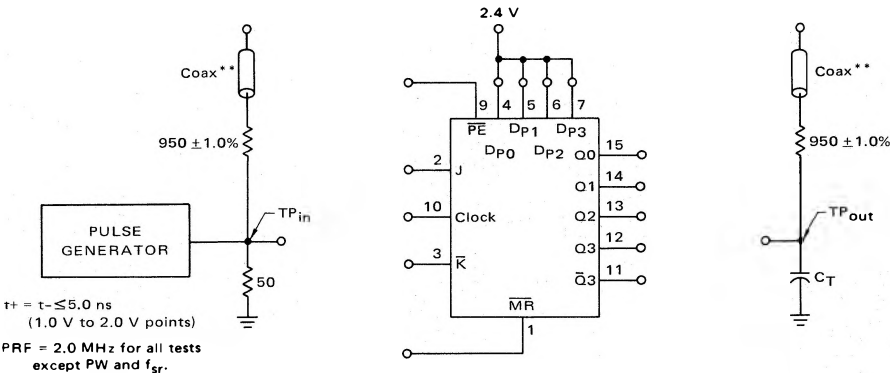 2.4 V
Coax**
950 ±1.0%
TPin
PULSE
GENERATOR
50
t+ = t-≤5.0 ns
(1.0 V to 2.0 V points)
PRF = 2.0 MHz for all tests
except PW and fsr.
9 4 5 6 7
PE DP1 DP3
DP0 DP2
2 J
10 Clock
3 K
Q0 15
Q1 14
Q2 13
Q3 12
Q̅3 11
MR
1
Coax**
950 ±1.0%
TPout
CT